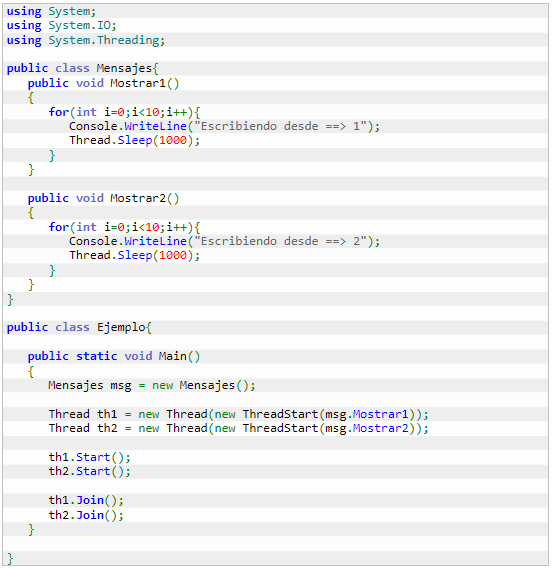 using System;
using System.IO;
using System.Threading;

public class Mensajes{
   public void Mostrar1()
   {
      for(int i=0;i<10;i++){
         Console.WriteLine("Escribiendo desde ==> 1");
         Thread.Sleep(1000);
      }
   }

   public void Mostrar2()
   {
      for(int i=0;i<10;i++){
         Console.WriteLine("Escribiendo desde ==> 2");
         Thread.Sleep(1000);
      }
   }
}

public class Ejemplo{

   public static void Main()
   {
      Mensajes msg = new Mensajes();

      Thread th1 = new Thread(new ThreadStart(msg.Mostrar1));
      Thread th2 = new Thread(new ThreadStart(msg.Mostrar2));

      th1.Start();
      th2.Start();

      th1.Join();
      th2.Join();
   }

}